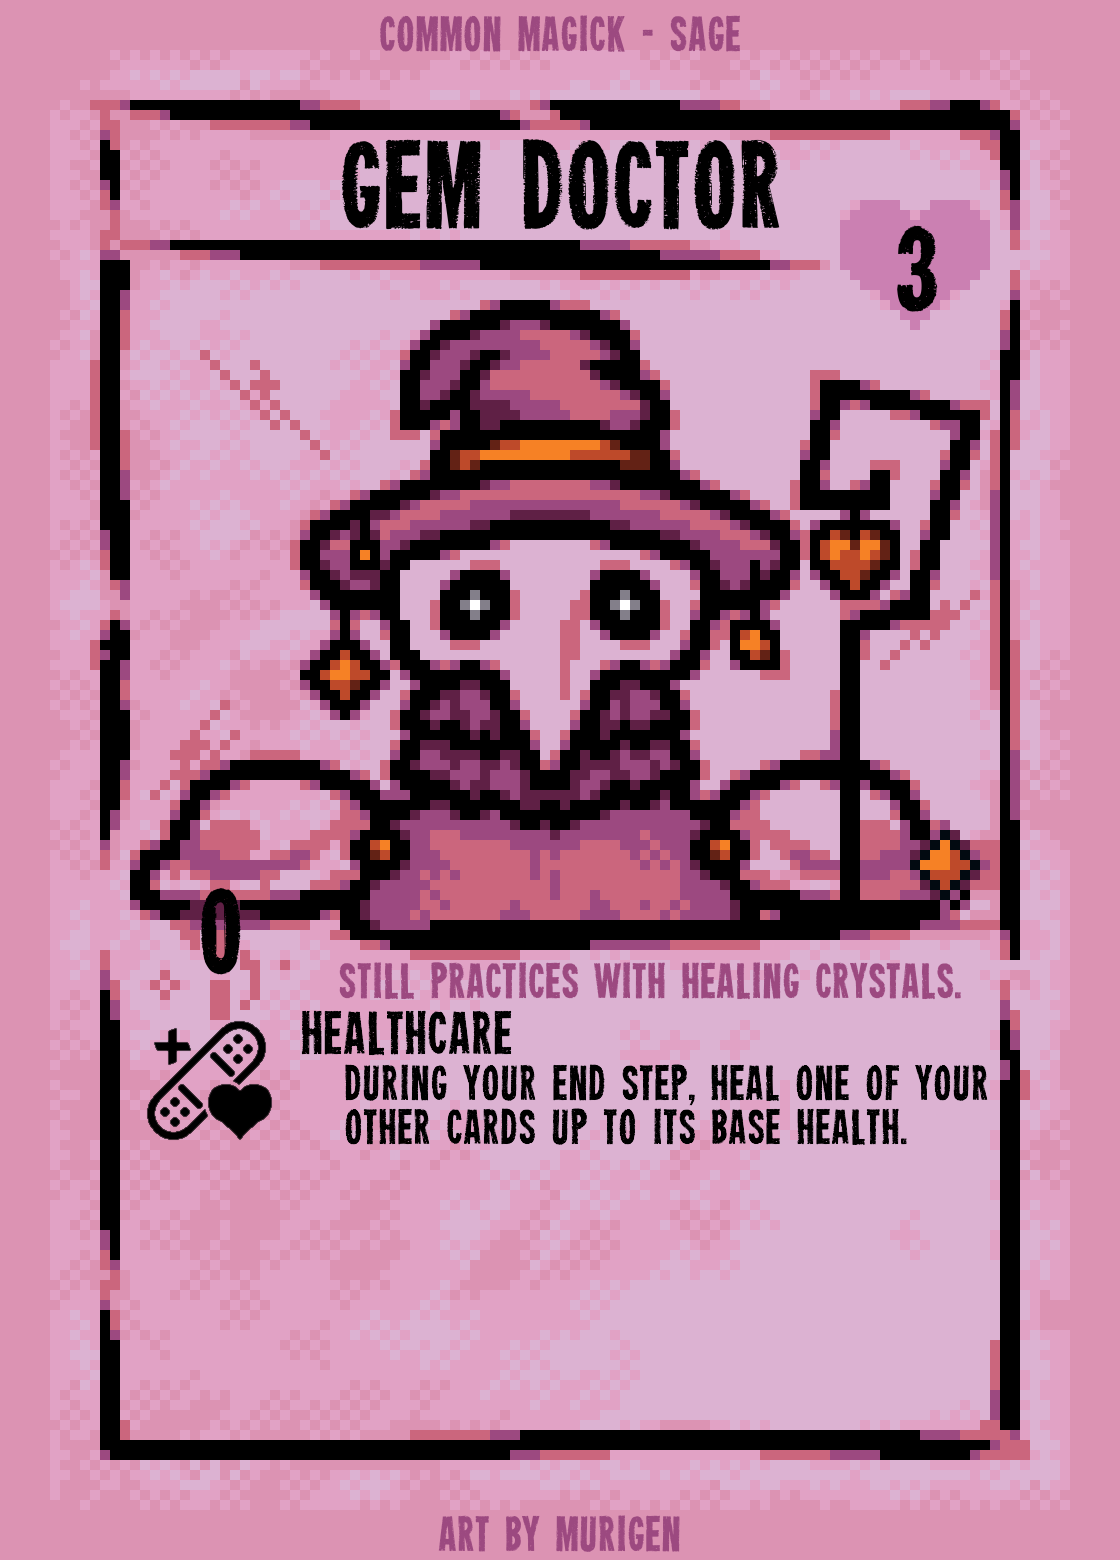 COMMON MAGICK - SAGE
GEM DOCTOR
3
0
STILL PRACTICES WITH HEALING CRYSTALS.
HEALTHCARE
DURING YOUR END STEP, HEAL ONE OF YOUR
OTHER CARDS UP TO ITS BASE HEALTH.
ART BY MURIGEN